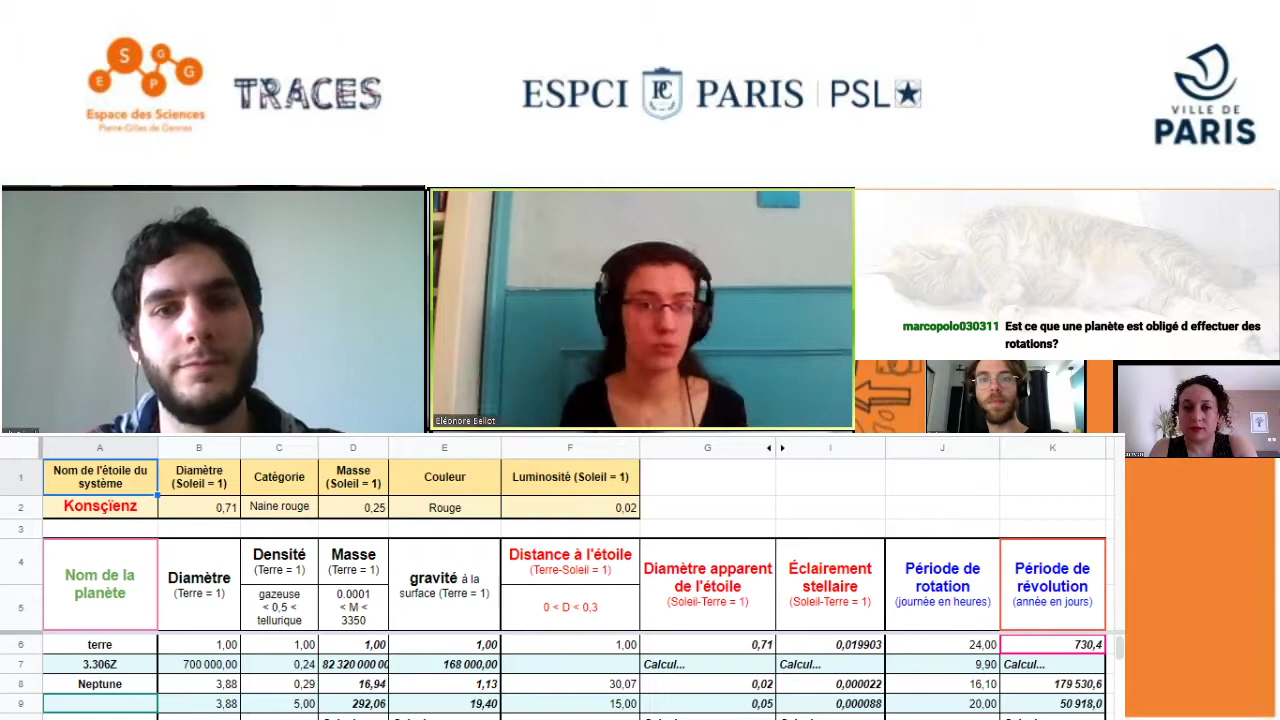 S G G
E P
Espace des Sciences
Pierre-Gilles de Gennes
TRACES
ESPCI PC PARIS PSL
VILLE DE
PARIS
Eléonore Bellot
marcopolo030311 Est ce que une planète est obligé d effectuer des
rotations?
A B C D E F G I J K
1 Nom de l'étoile du système Diamètre (Soleil = 1) Catégorie Masse (Soleil = 1) Couleur Luminosité (Soleil = 1)
2 Konsçïenz 0,71 Naine rouge 0,25 Rouge 0,02
3
4 Nom de la planète Diamètre (Terre = 1) Densité (Terre = 1) Masse (Terre = 1) gravité à la surface (Terre = 1) Distance à l'étoile (Terre-Soleil = 1) Diamètre apparent de l'étoile (Soleil-Terre = 1) Éclairement stellaire (Soleil-Terre = 1) Période de rotation (journée en heures) Période de révolution (année en jours)
5 gazeuse < 0,5 < tellurique 0.0001 < M < 3350 0 < D < 0,3
6 terre 1,00 1,00 1,00 1,00 1,00 0,71 0,019903 24,00 730,4
7 3.306Z 700 000,00 0,24 82 320 000 00 168 000,00 Calcul... Calcul... 9,90 Calcul...
8 Neptune 3,88 0,29 16,94 1,13 30,07 0,02 0,000022 16,10 179 530,6
9 3,88 5,00 292,06 19,40 15,00 0,05 0,000088 20,00 50 918,0